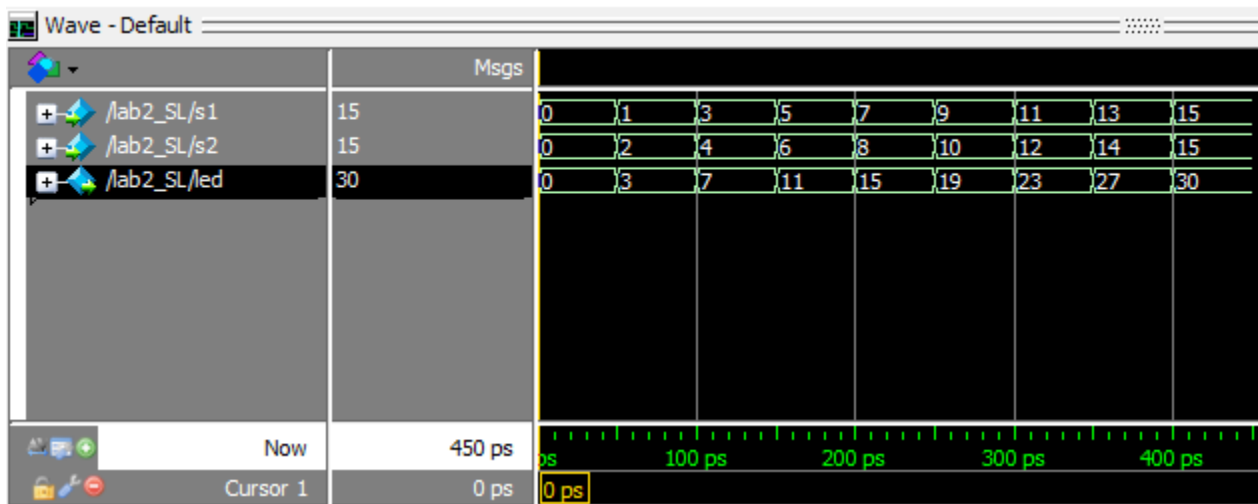 Wave - Default
Msgs
/lab2_SL/s1 15 0 1 3 5 7 9 11 13 15
/lab2_SL/s2 15 0 2 4 6 8 10 12 14 15
/lab2_SL/led 30 0 3 7 11 15 19 23 27 30
Now 450 ps ps 100 ps 200 ps 300 ps 400 ps
Cursor 1 0 ps 0 ps